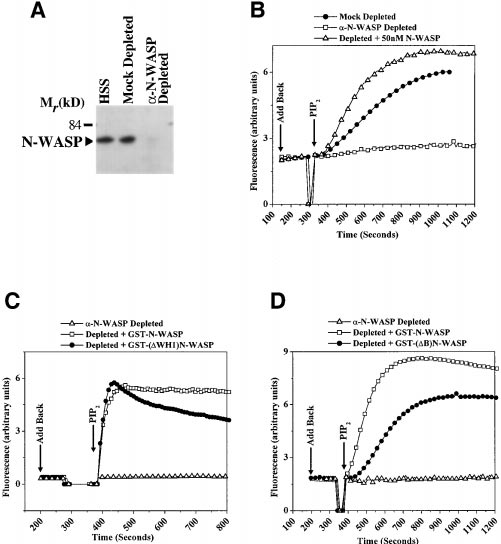 A
HSS
Mock Depleted
α-N-WASP Depleted
Mr(kD)
84
N-WASP
B
Mock Depleted
α-N-WASP Depleted
Depleted + 50nM N-WASP
Fluorescence (arbitrary units)
6
3
0
Add Back
PIP2
100 200 300 400 500 600 700 800 900 1000 1100 1200
Time (Seconds)
C
α-N-WASP Depleted
Depleted + GST-N-WASP
Depleted + GST-(ΔWH1)N-WASP
Fluorescence (arbitrary units)
6
3
0
Add Back
PIP2
200 300 400 500 600 700 800
Time (Seconds)
D
α-N-WASP Depleted
Depleted + GST-N-WASP
Depleted + GST-(ΔB)N-WASP
Fluorescence (arbitrary units)
9
6
3
0
Add Back
PIP2
100 200 300 400 500 600 700 800 900 1000 1100 1200
Time (Seconds)